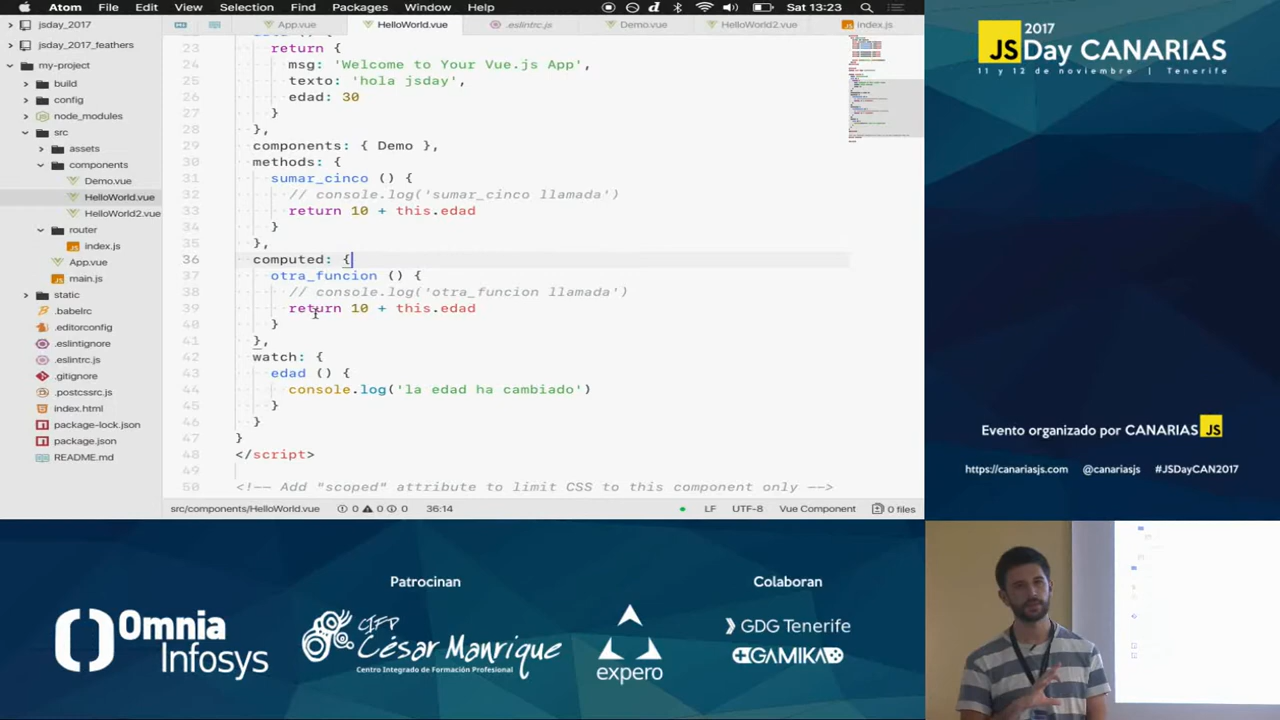 Atom File Edit View Selection Find Packages Window Help
Sat 13:23
jsday_2017
jsday_2017_feathers
my-project
build
config
node_modules
src
assets
components
Demo.vue
HelloWorld.vue
HelloWorld2.vue
router
index.js
App.vue
main.js
static
.babelrc
.editorconfig
.eslintignore
.eslintrc.js
.gitignore
.postcssrc.js
index.html
package-lock.json
package.json
README.md
App.vue HelloWorld.vue .eslintrc.js Demo.vue HelloWorld2.vue index.js
23 return {
24 msg: 'Welcome to Your Vue.js App',
25 texto: 'hola jsday',
26 edad: 30
27 }
28 },
29 components: { Demo },
30 methods: {
31 sumar_cinco () {
32 // console.log('sumar_cinco llamada')
33 return 10 + this.edad
34 }
35 },
36 computed: {
37 otra_funcion () {
38 // console.log('otra_funcion llamada')
39 return 10 + this.edad
40 }
41 },
42 watch: {
43 edad () {
44 console.log('la edad ha cambiado')
45 }
46 }
47 }
48 </script>
49
50 <!-- Add "scoped" attribute to limit CSS to this component only -->
src/components/HelloWorld.vue 0 0 0 36:14 LF UTF-8 Vue Component 0 files
2017
JSDay CANARIAS
11 y 12 de noviembre | Tenerife
Evento organizado por CANARIAS JS
https://canariasjs.com @canariasjs #JSDayCAN2017
Patrocinan
Omnia
Infosys
CIFP
César Manrique
Centro Integrado de Formación Profesional
expero
Colaboran
GDG Tenerife
GAMIKA